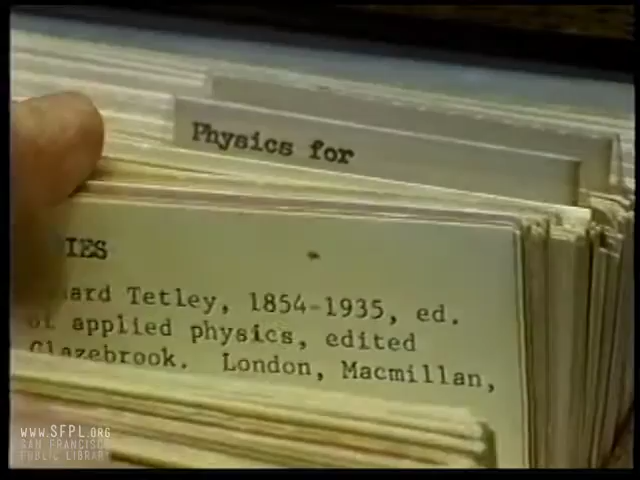 Physics for
IES
ard Tetley, 1854-1935, ed.
of applied physics, edited
Glazebrook. London, Macmillan,
WWW.SFPL.ORG
SAN FRANCISCO
PUBLIC LIBRARY